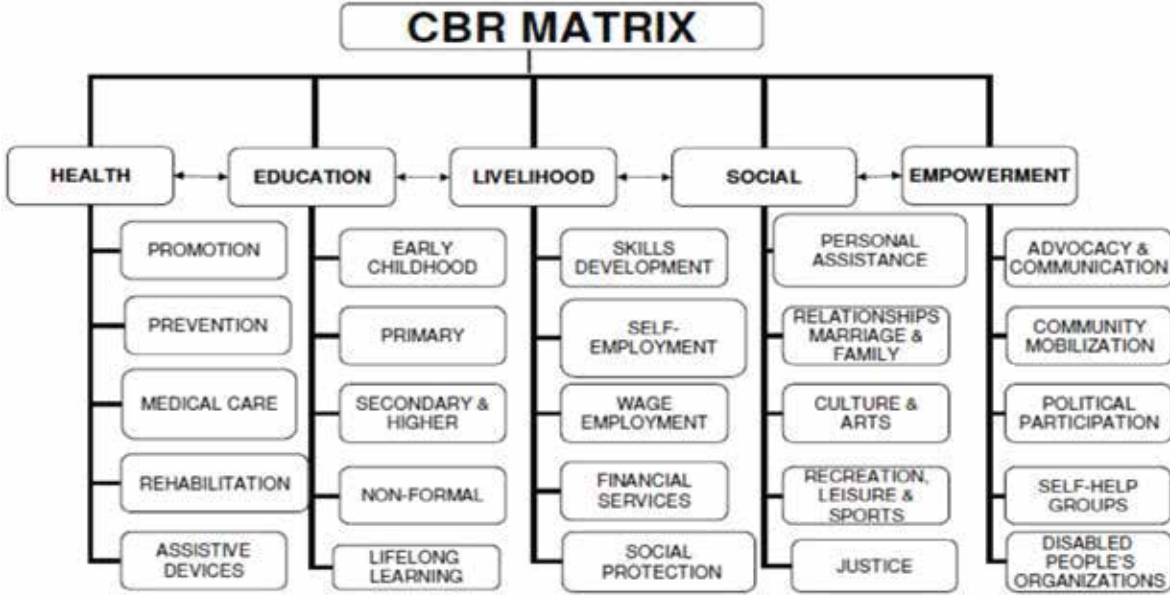 CBR MATRIX
HEALTH
EDUCATION
LIVELIHOOD
SOCIAL
EMPOWERMENT
PROMOTION
PREVENTION
MEDICAL CARE
REHABILITATION
ASSISTIVE
DEVICES
EARLY
CHILDHOOD
PRIMARY
SECONDARY &
HIGHER
NON-FORMAL
LIFELONG
LEARNING
SKILLS
DEVELOPMENT
SELF-
EMPLOYMENT
WAGE
EMPLOYMENT
FINANCIAL
SERVICES
SOCIAL
PROTECTION
PERSONAL
ASSISTANCE
RELATIONSHIPS
MARRIAGE &
FAMILY
CULTURE &
ARTS
RECREATION,
LEISURE &
SPORTS
JUSTICE
ADVOCACY &
COMMUNICATION
COMMUNITY
MOBILIZATION
POLITICAL
PARTICIPATION
SELF-HELP
GROUPS
DISABLED
PEOPLE'S
ORGANIZATIONS